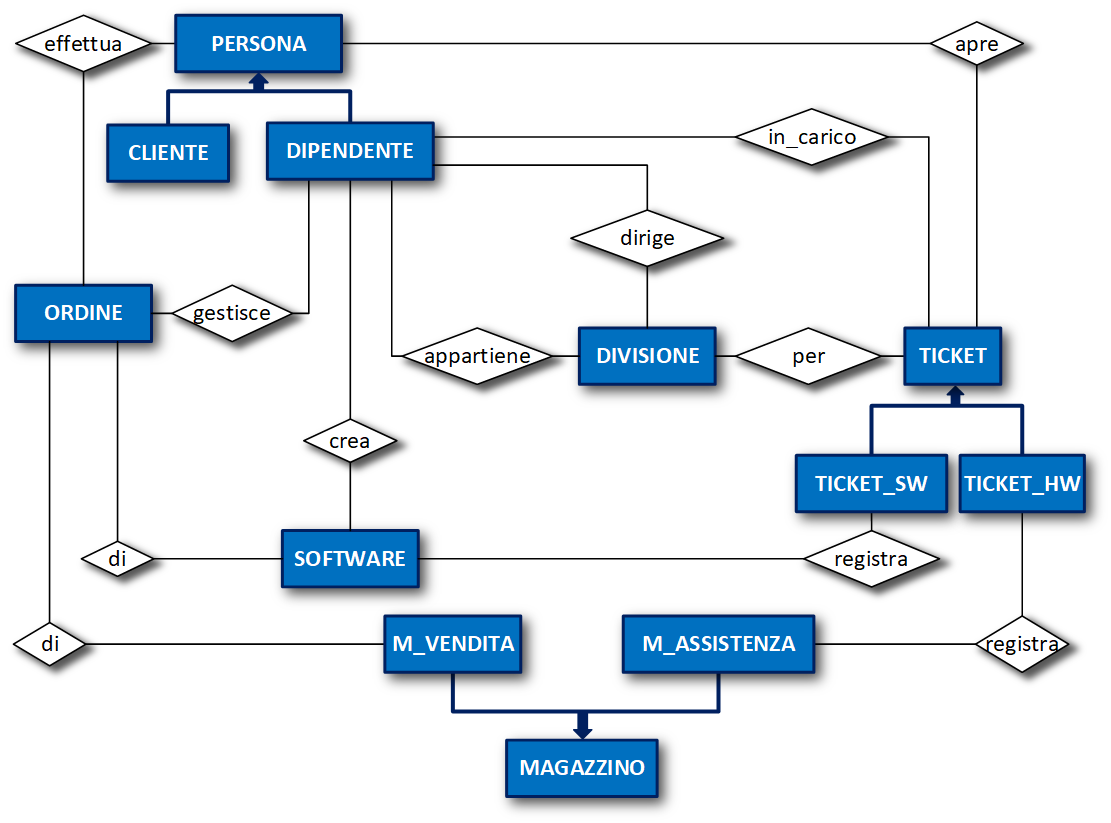 effettua
PERSONA
apre
CLIENTE
DIPENDENTE
in_carico
dirige
ORDINE
gestisce
appartiene
DIVISIONE
per
TICKET
crea
TICKET_SW
TICKET_HW
di
SOFTWARE
registra
di
M_VENDITA
M_ASSISTENZA
registra
MAGAZZINO